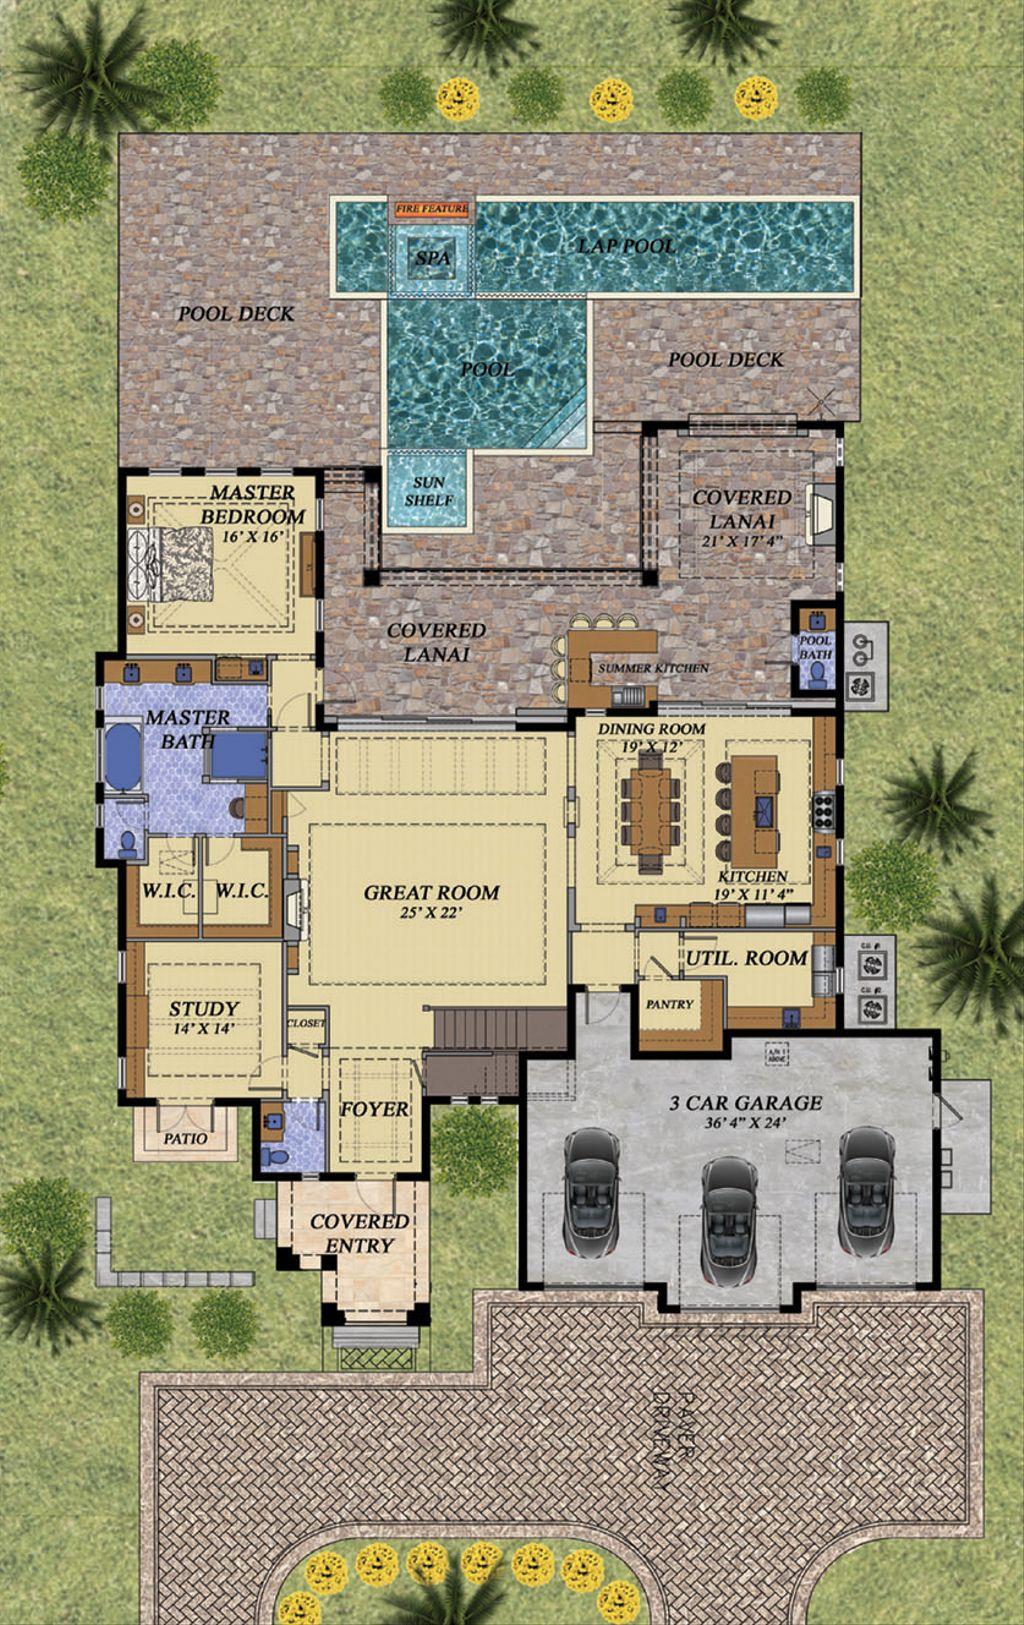 FIRE FEATURE
SPA
LAP POOL
POOL DECK
POOL
POOL DECK
SUN
SHELF
MASTER
BEDROOM
16' X 16'
COVERED
LANAI
21' X 17' 4"
COVERED
LANAI
SUMMER KITCHEN
POOL
BATH
MASTER
BATH
DINING ROOM
19' X 12'
KITCHEN
19' X 11' 4"
W.I.C.
W.I.C.
GREAT ROOM
25' X 22'
UTIL. ROOM
PANTRY
STUDY
14' X 14'
CLOSET
FOYER
PATIO
3 CAR GARAGE
36' 4" X 24'
COVERED
ENTRY
PAVER
DRIVEWAY